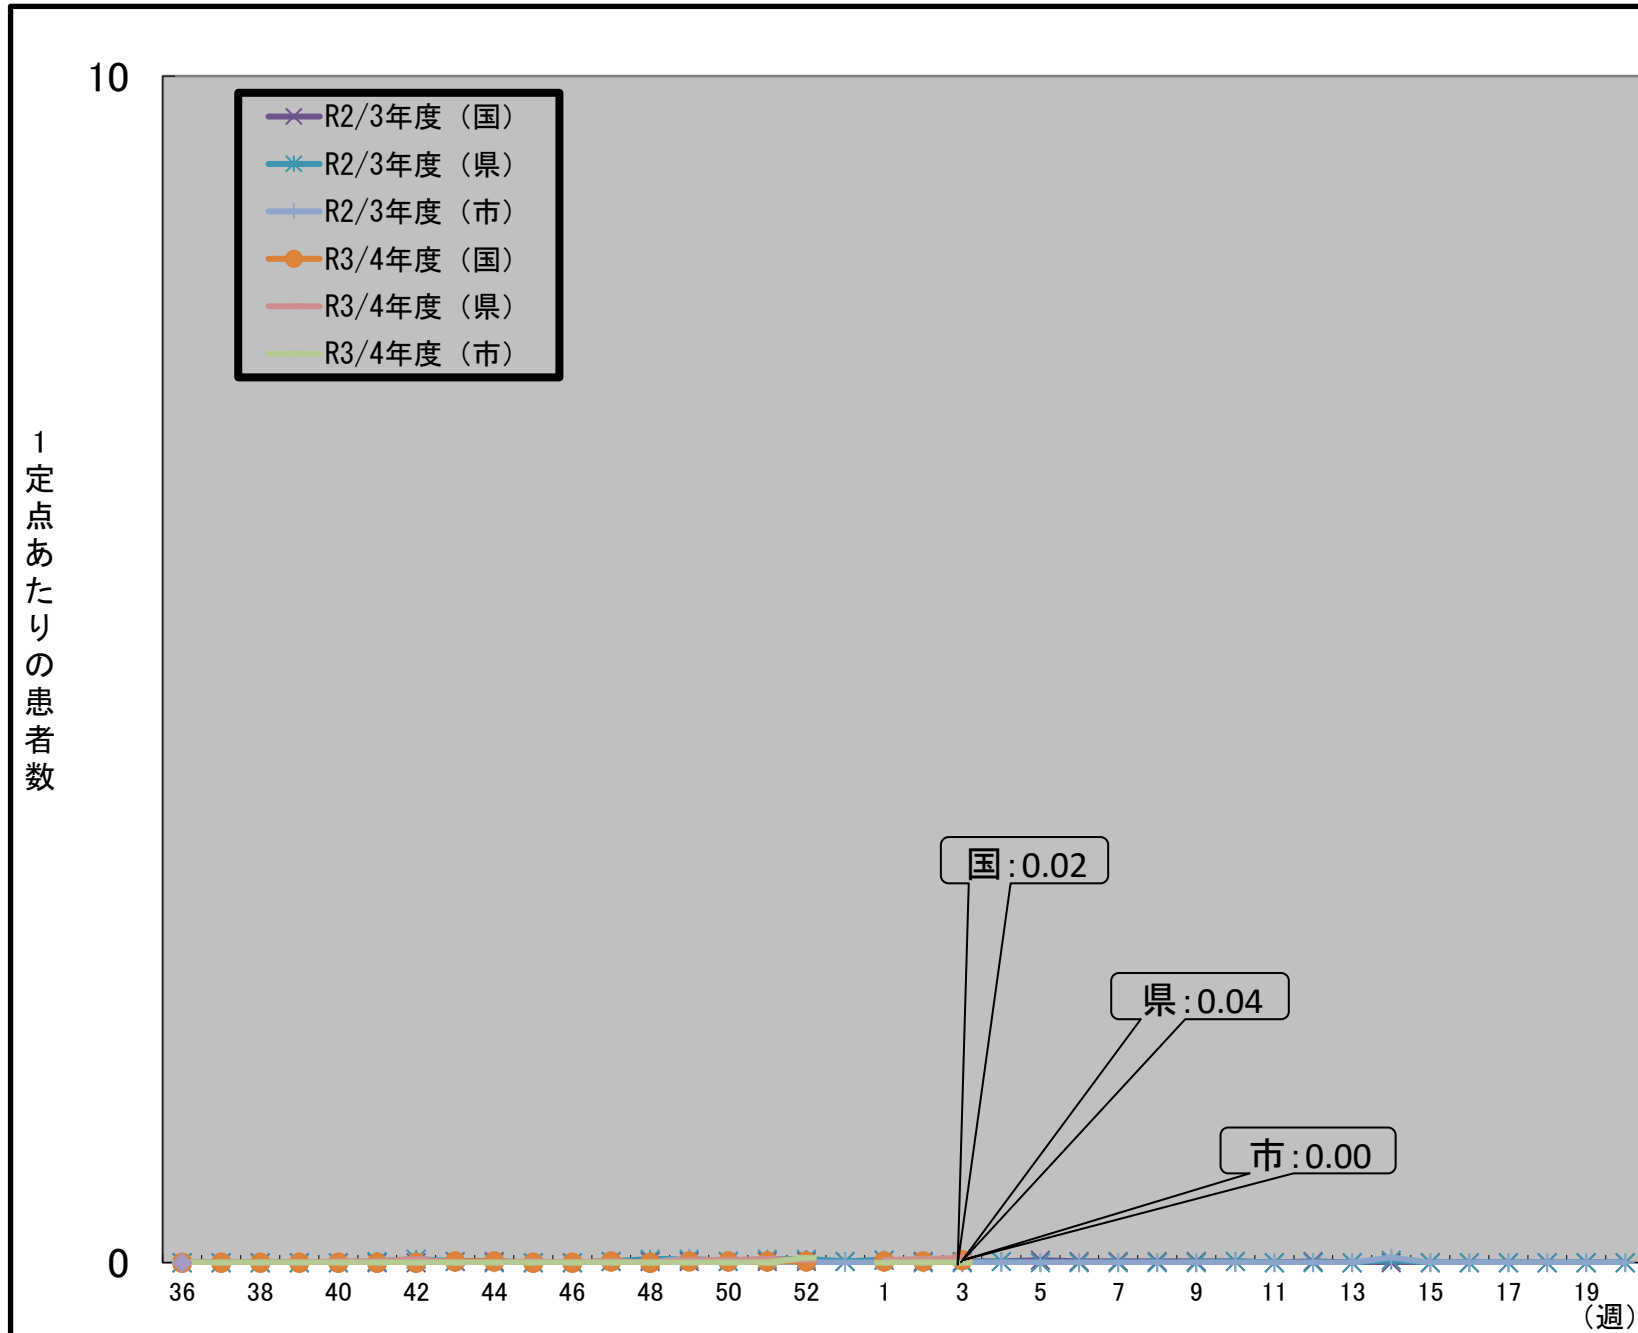 10
R2/3年度（国）
R2/3年度（県）
R2/3年度（市）
R3/4年度（国）
R3/4年度（県）
R3/4年度（市）
1定点あたりの患者数
国:0.02
県:0.04
市:0.00
0
36 38 40 42 44 46 48 50 52 1 3 5 7 9 11 13 15 17 19
（週）